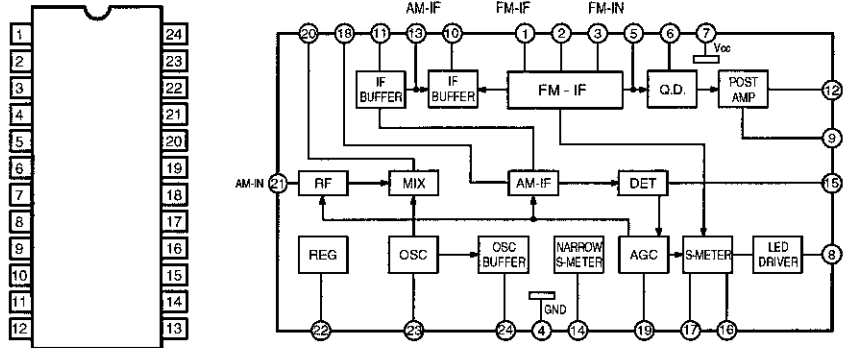 1 24
2 23
3 22
4 21
5 20
6 19
7 18
8 17
9 16
10 15
11 14
12 13
AM-IF FM-IF FM-IN
20 18 11 13 10 1 2 3 5 6 7
Vcc
IF BUFFER
IF BUFFER
FM - IF
Q.D.
POST AMP
12
9
AM-IN 21
RF
MIX
AM-IF
DET
15
REG
OSC
OSC BUFFER
NARROW S-METER
AGC
S-METER
LED DRIVER
8
GND
22 23 24 4 14 19 17 16